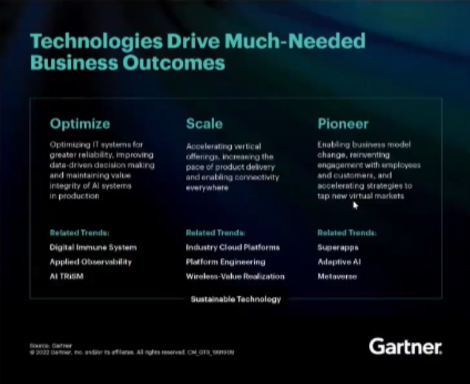 Technologies Drive Much-Needed
Business Outcomes
Optimize
Optimizing IT systems for
greater reliability, improving
data-driven decision making
and maintaining value
integrity of AI systems
in production
Related Trends:
Digital Immune System
Applied Observability
AI TRiSM
Scale
Accelerating vertical
offerings, increasing the
pace of product delivery
and enabling connectivity
everywhere
Related Trends:
Industry Cloud Platforms
Platform Engineering
Wireless-Value Realization
Pioneer
Enabling business model
change, reinventing
engagement with employees
and customers, and
accelerating strategies to
tap new virtual markets
Related Trends:
Superapps
Adaptive AI
Metaverse
Sustainable Technology
Source: Gartner
© 2022 Gartner, Inc. and/or its affiliates. All rights reserved.
Gartner